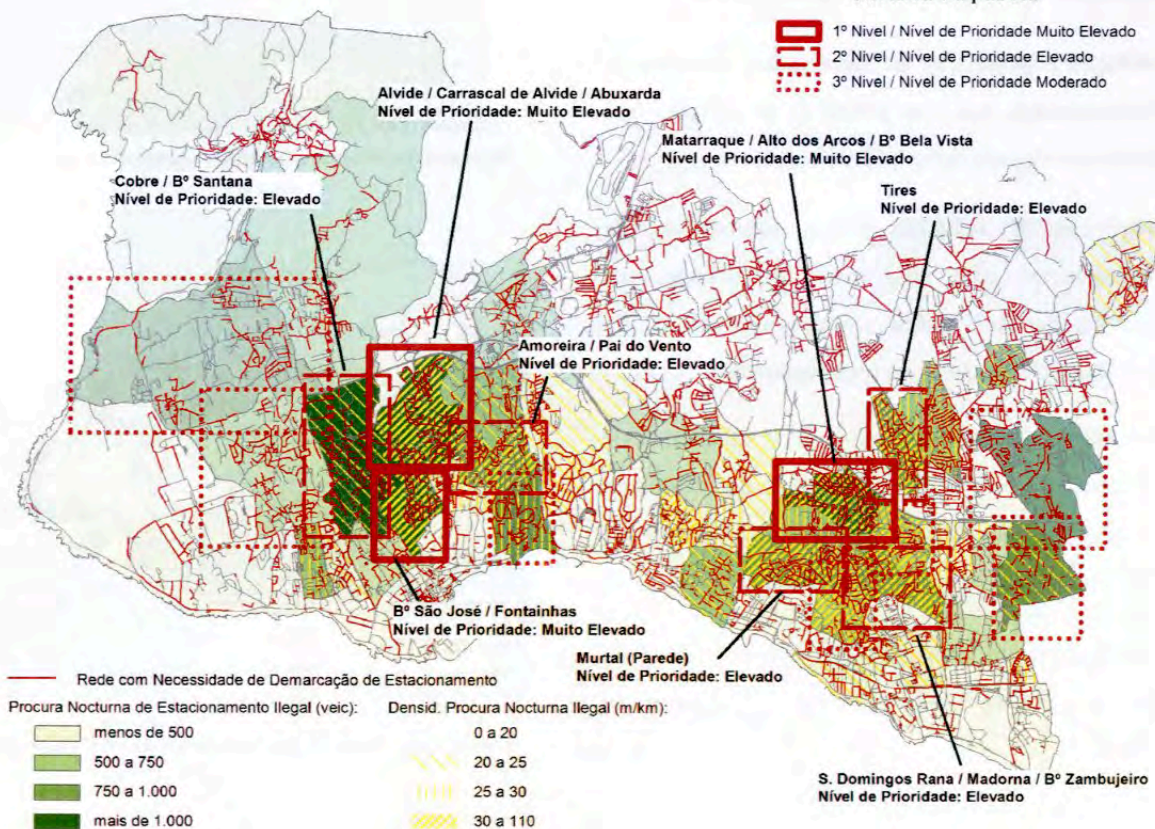 1º Nivel / Nível de Prioridade Muito Elevado
2º Nivel / Nível de Prioridade Elevado
3º Nivel / Nível de Prioridade Moderado
Alvide / Carrascal de Alvide / Abuxarda
Nível de Prioridade: Muito Elevado
Matarraque / Alto dos Arcos / Bº Bela Vista
Nível de Prioridade: Muito Elevado
Cobre / Bº Santana
Nível de Prioridade: Elevado
Tires
Nível de Prioridade: Elevado
Amoreira / Pai do Vento
Nível de Prioridade: Elevado
Bº São José / Fontainhas
Nível de Prioridade: Muito Elevado
Murtal (Parede)
Nível de Prioridade: Elevado
S. Domingos Rana / Madorna / Bº Zambujeiro
Nível de Prioridade: Elevado
Rede com Necessidade de Demarcação de Estacionamento
Procura Nocturna de Estacionamento Ilegal (veic):
menos de 500
500 a 750
750 a 1.000
mais de 1.000
Densid. Procura Nocturna Ilegal (m/km):
0 a 20
20 a 25
25 a 30
30 a 110